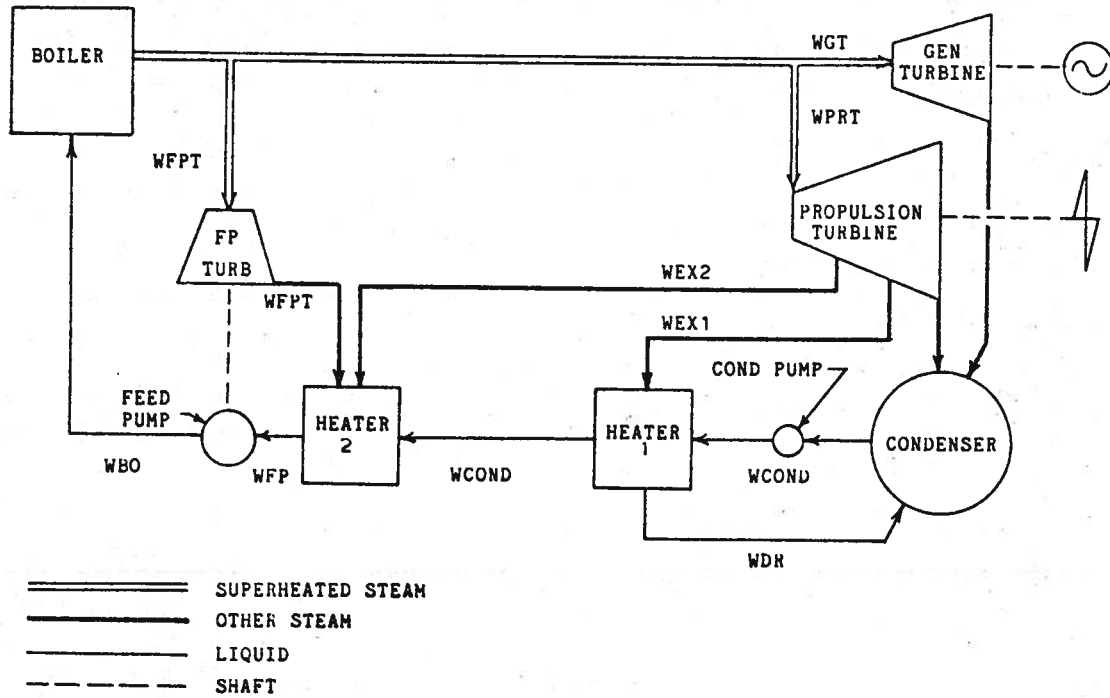 BOILER
WGT
GEN
TURBINE
WPRT
WFPT
PROPULSION
TURBINE
FP
TURB
WEX2
WFPT
WEX1
COND PUMP
FEED
PUMP
HEATER
2
HEATER
1
CONDENSER
WBO
WFP
WCOND
WCOND
WDR
SUPERHEATED STEAM
OTHER STEAM
LIQUID
SHAFT